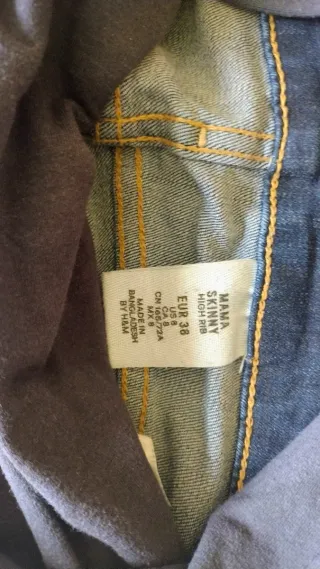 MAMA
SKINNY
HIGH RIB
EUR 38
US 8
CA 8
CN 165/72A
MX 8
MADE IN
BANGLADESH
BY H&M